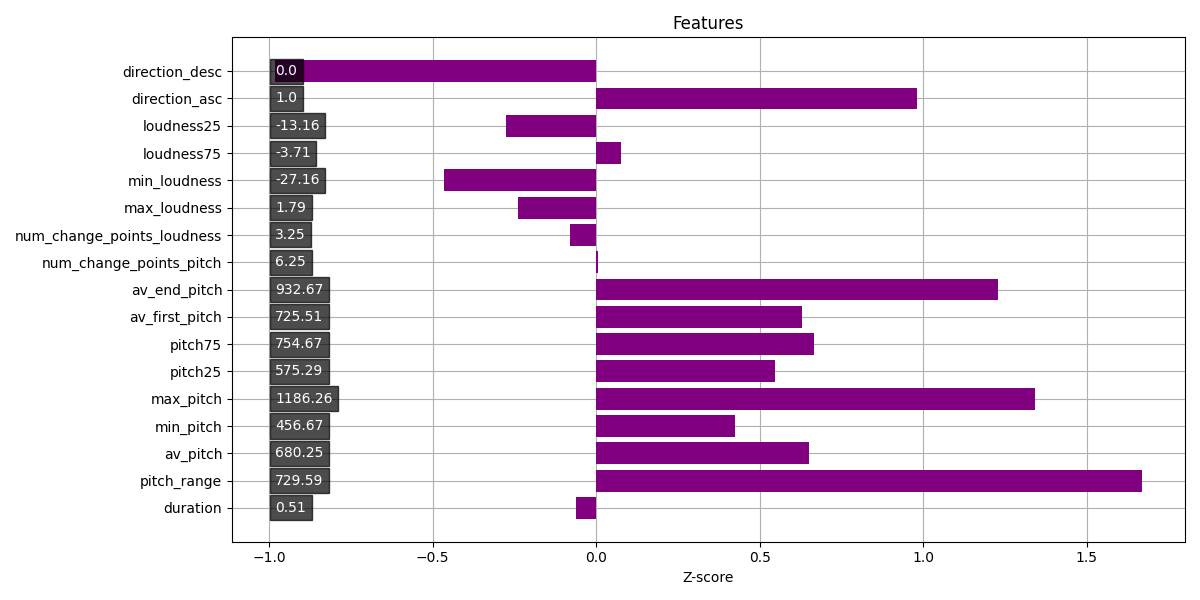 Features
direction_desc 0.0
direction_asc 1.0
loudness25 -13.16
loudness75 -3.71
min_loudness -27.16
max_loudness 1.79
num_change_points_loudness 3.25
num_change_points_pitch 6.25
av_end_pitch 932.67
av_first_pitch 725.51
pitch75 754.67
pitch25 575.29
max_pitch 1186.26
min_pitch 456.67
av_pitch 680.25
pitch_range 729.59
duration 0.51
−1.0 −0.5 0.0 0.5 1.0 1.5
Z-score